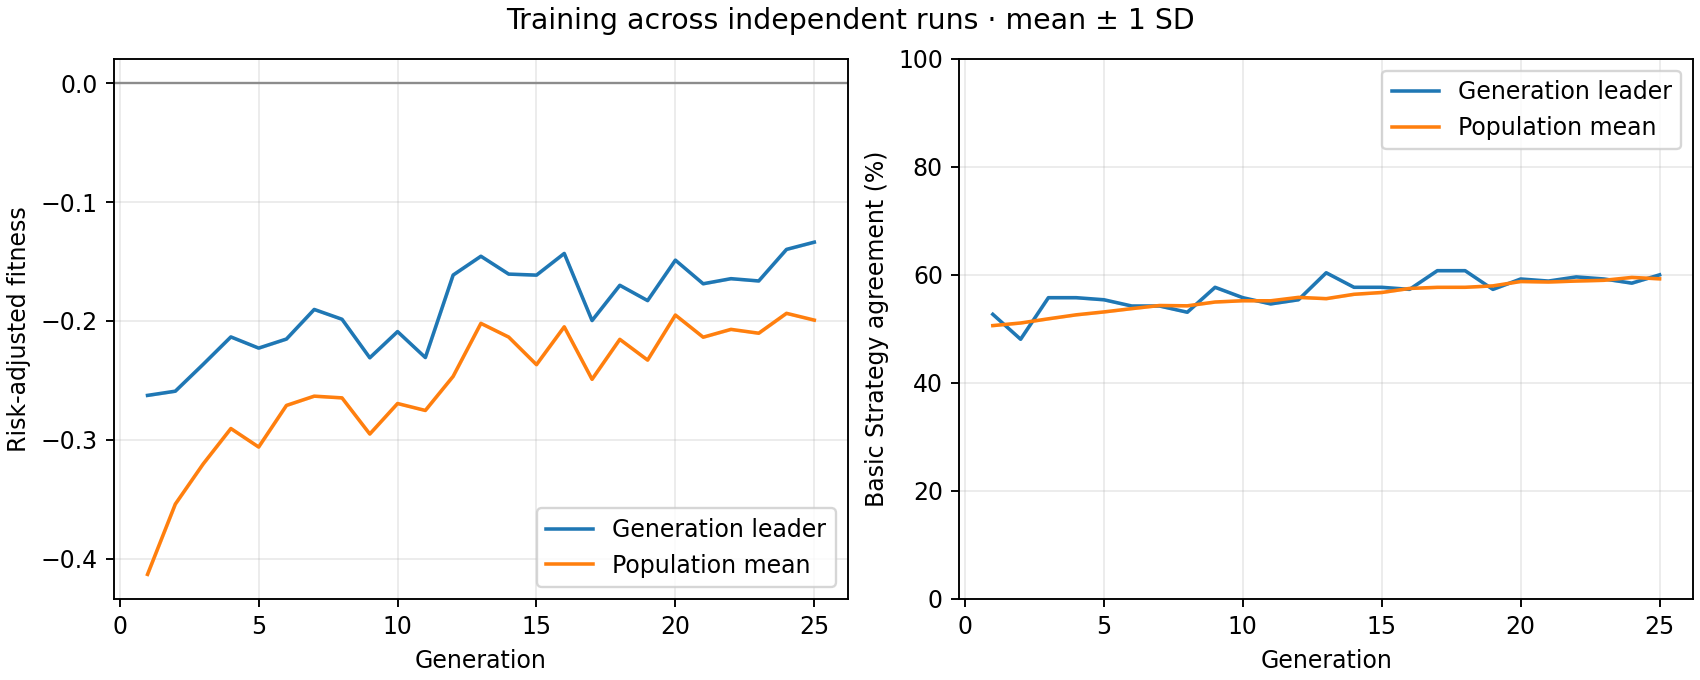 Training across independent runs · mean ± 1 SD
Risk-adjusted fitness
0.0
−0.1
−0.2
−0.3
−0.4
Generation leader
Population mean
0
5
10
15
20
25
Generation
Basic Strategy agreement (%)
100
80
60
40
20
0
Generation leader
Population mean
0
5
10
15
20
25
Generation